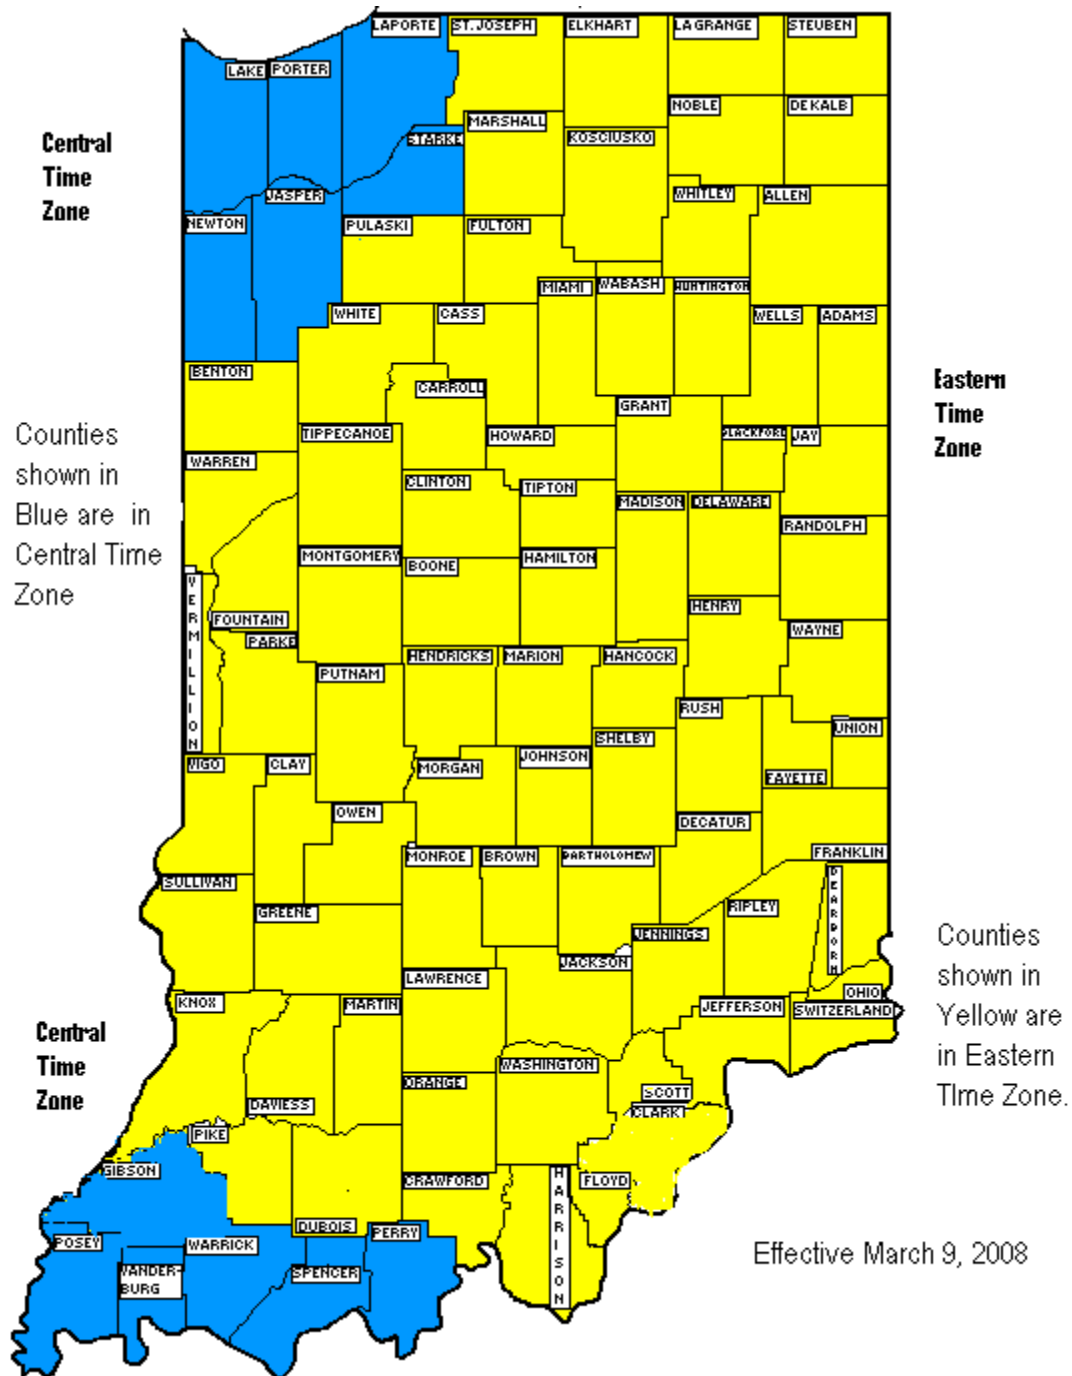 LAPORTE
ST.JOSEPH
ELKHART
LAGRANGE
STEUBEN
LAKE
PORTER
NOBLE
DEKALB
MARSHALL
STARKE
KOSCIUSKO
Central
Time
Zone
JASPER
WHITLEY
ALLEN
NEWTON
PULASKI
FULTON
MIAMI
WABASH
HUNTINGTON
WHITE
CASS
WELLS
ADAMS
BENTON
CARROLL
Eastern
Time
Zone
GRANT
TIPPECANOE
HOWARD
BLACKFORD
JAY
Counties
shown in
Blue are in
Central Time
Zone
WARREN
CLINTON
TIPTON
MADISON
DELAWARE
RANDOLPH
MONTGOMERY
BOONE
HAMILTON
VERMILLION
FOUNTAIN
HENRY
WAYNE
PARKE
HENDRICKS
MARION
HANCOCK
PUTNAM
RUSH
UNION
SHELBY
VIGO
CLAY
MORGAN
JOHNSON
FAYETTE
OWEN
DECATUR
MONROE
BROWN
BARTHOLOMEW
FRANKLIN
SULLIVAN
DEARBORN
GREENE
RIPLEY
JENNINGS
Counties
shown in
Yellow are
in Eastern
TIme Zone.
JACKSON
LAWRENCE
KNOX
MARTIN
JEFFERSON
OHIO
SWITZERLAND
Central
Time
Zone
WASHINGTON
ORANGE
SCOTT
DAVIESS
CLARK
PIKE
GIBSON
CRAWFORD
HARRISON
FLOYD
DUBOIS
PERRY
POSEY
WARRICK
VANDER-
BURG
SPENCER
Effective March 9, 2008